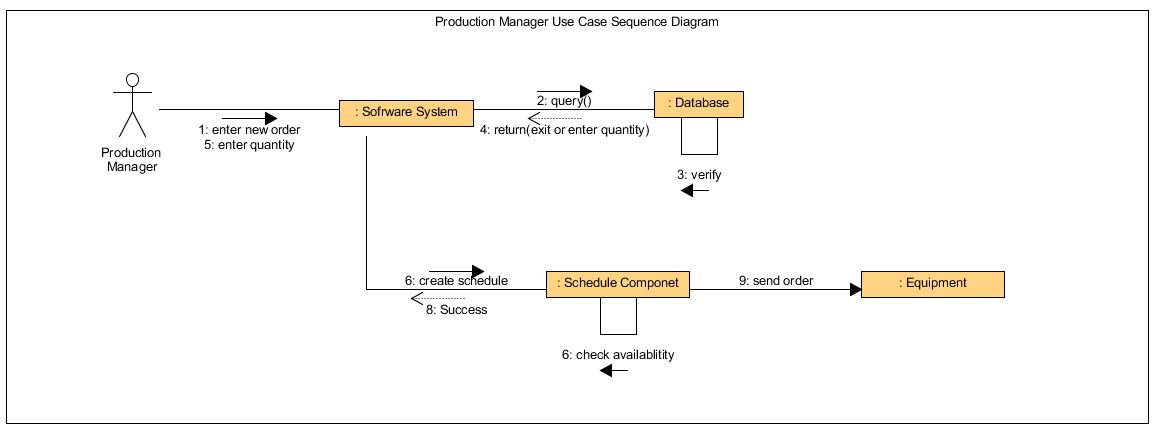 Production Manager Use Case Sequence Diagram
: Sofrware System
2: query()
: Database
1: enter new order
4: return(exit or enter quantity)
5: enter quantity
Production
Manager
3: verify
6: create schedule
: Schedule Componet
9: send order
: Equipment
8: Success
6: check availablitity